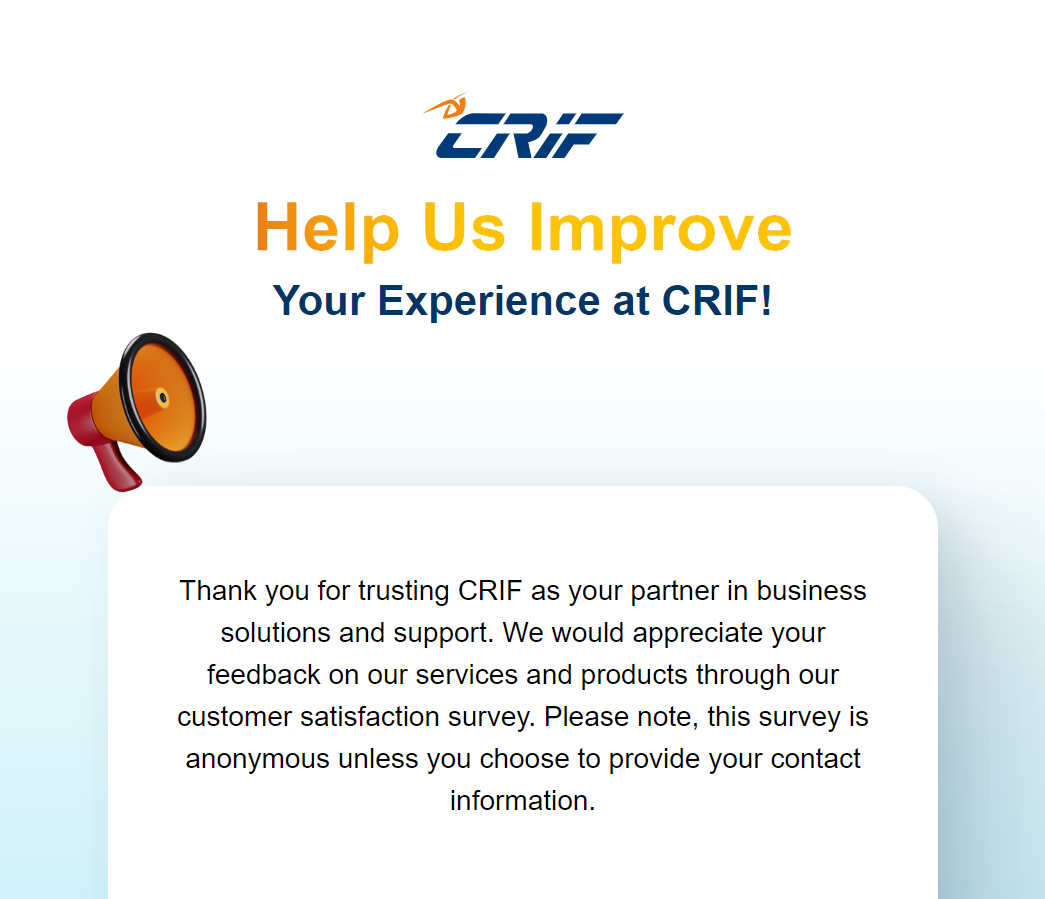 CRIF
Help Us Improve
Your Experience at CRIF!
Thank you for trusting CRIF as your partner in business
solutions and support. We would appreciate your
feedback on our services and products through our
customer satisfaction survey. Please note, this survey is
anonymous unless you choose to provide your contact
information.